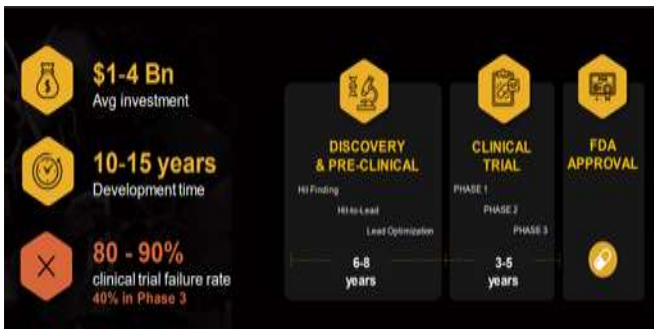 $1-4 Bn
Avg investment
10-15 years
Development time
80 - 90%
clinical trial failure rate
40% in Phase 3
DISCOVERY
& PRE-CLINICAL
Hit Finding
Hit-to-Lead
Lead Optimization
6-8
years
CLINICAL
TRIAL
PHASE 1
PHASE 2
PHASE 3
3-5
years
FDA
APPROVAL